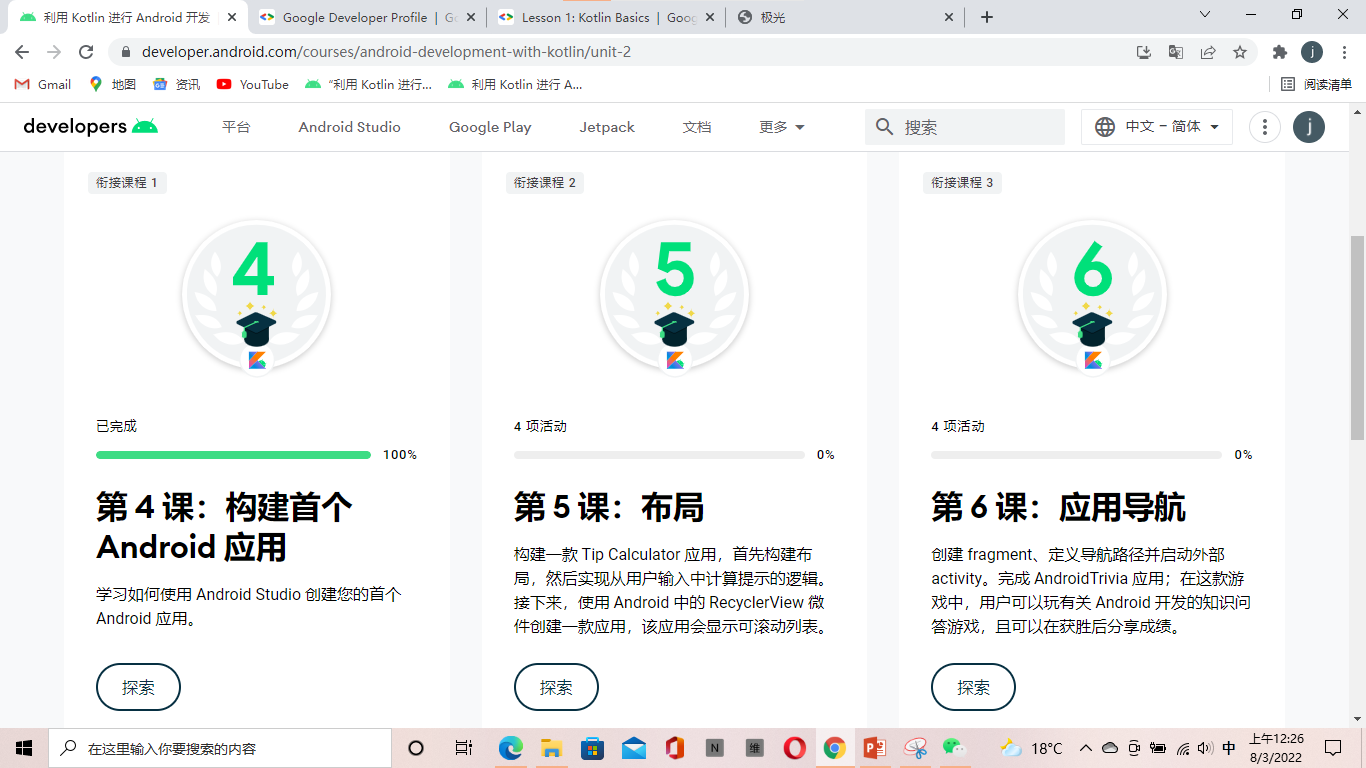 利用 Kotlin 进行 Android 开发
Google Developer Profile | Go
Lesson 1: Kotlin Basics | Goog
极光
developer.android.com/courses/android-development-with-kotlin/unit-2
j
Gmail
地图
资讯
YouTube
“利用 Kotlin 进行...
利用 Kotlin 进行 A...
阅读清单
developers
平台
Android Studio
Google Play
Jetpack
文档
更多
搜索
中文 – 简体
j
衔接课程 1
4
已完成
100%
第 4 课：构建首个
Android 应用
学习如何使用 Android Studio 创建您的首个
Android 应用。
探索
衔接课程 2
5
4 项活动
0%
第 5 课：布局
构建一款 Tip Calculator 应用，首先构建布
局，然后实现从用户输入中计算提示的逻辑。
接下来，使用 Android 中的 RecyclerView 微
件创建一款应用，该应用会显示可滚动列表。
探索
衔接课程 3
6
4 项活动
0%
第 6 课：应用导航
创建 fragment、定义导航路径并启动外部
activity。完成 AndroidTrivia 应用；在这款游
戏中，用户可以玩有关 Android 开发的知识问
答游戏，且可以在获胜后分享成绩。
探索
在这里输入你要搜索的内容
N
维
18°C
中
上午12:26
8/3/2022